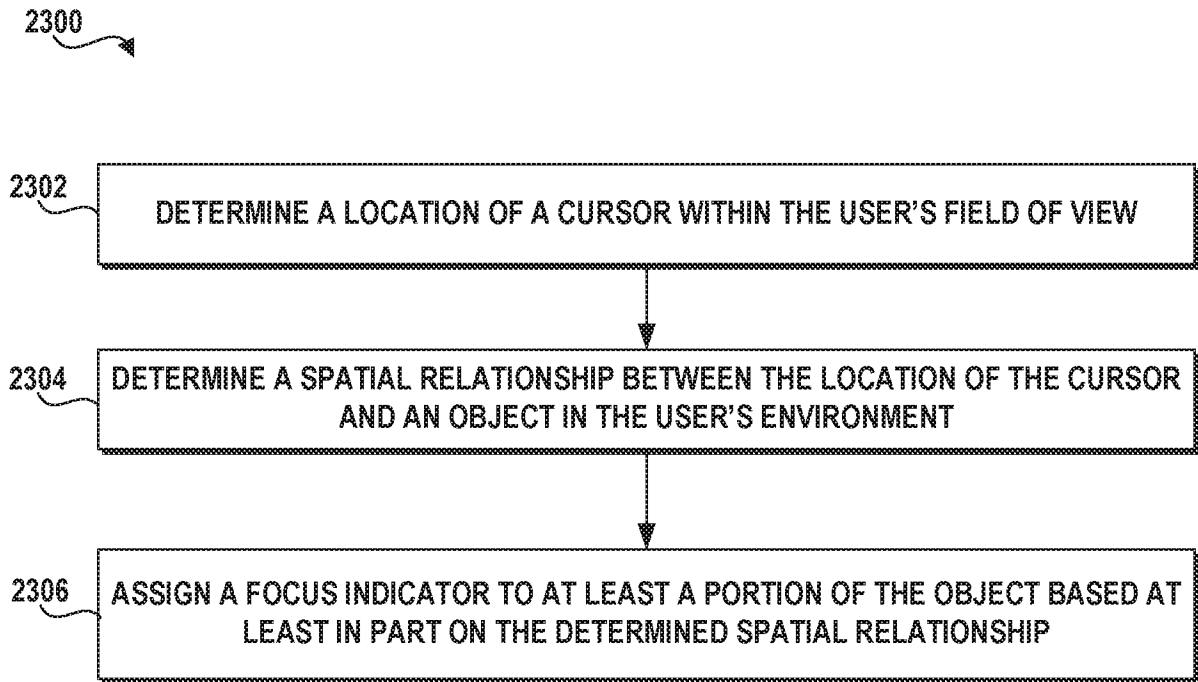 2300
2302
DETERMINE A LOCATION OF A CURSOR WITHIN THE USER'S FIELD OF VIEW
2304
DETERMINE A SPATIAL RELATIONSHIP BETWEEN THE LOCATION OF THE CURSOR
AND AN OBJECT IN THE USER'S ENVIRONMENT
2306
ASSIGN A FOCUS INDICATOR TO AT LEAST A PORTION OF THE OBJECT BASED AT
LEAST IN PART ON THE DETERMINED SPATIAL RELATIONSHIP